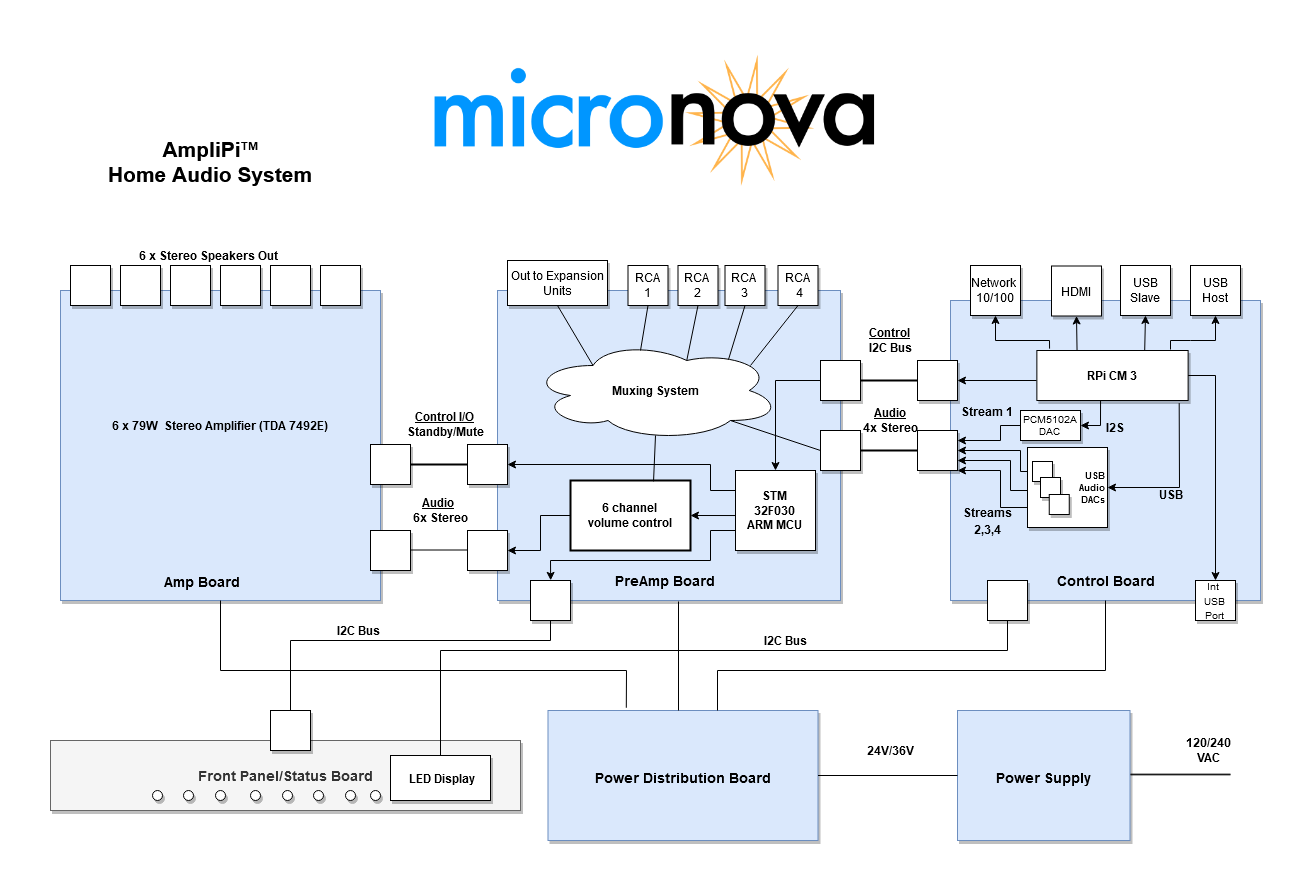 micronova
AmpliPi™
Home Audio System
6 x Stereo Speakers Out
6 x 79W  Stereo Amplifier (TDA 7492E)
Amp Board
Control I/O
Standby/Mute
Audio
6x Stereo
Out to Expansion
Units
RCA
1
RCA
2
RCA
3
RCA
4
Muxing System
6 channel
volume control
STM
32F030
ARM MCU
PreAmp Board
Control
I2C Bus
Audio
4x Stereo
Network
10/100
HDMI
USB
Slave
USB
Host
RPi CM 3
Stream 1
PCM5102A
DAC
I2S
USB
Audio
DACs
USB
Streams
2,3,4
Control Board
Int
USB
Port
I2C Bus
I2C Bus
Front Panel/Status Board
LED Display
Power Distribution Board
24V/36V
Power Supply
120/240
VAC